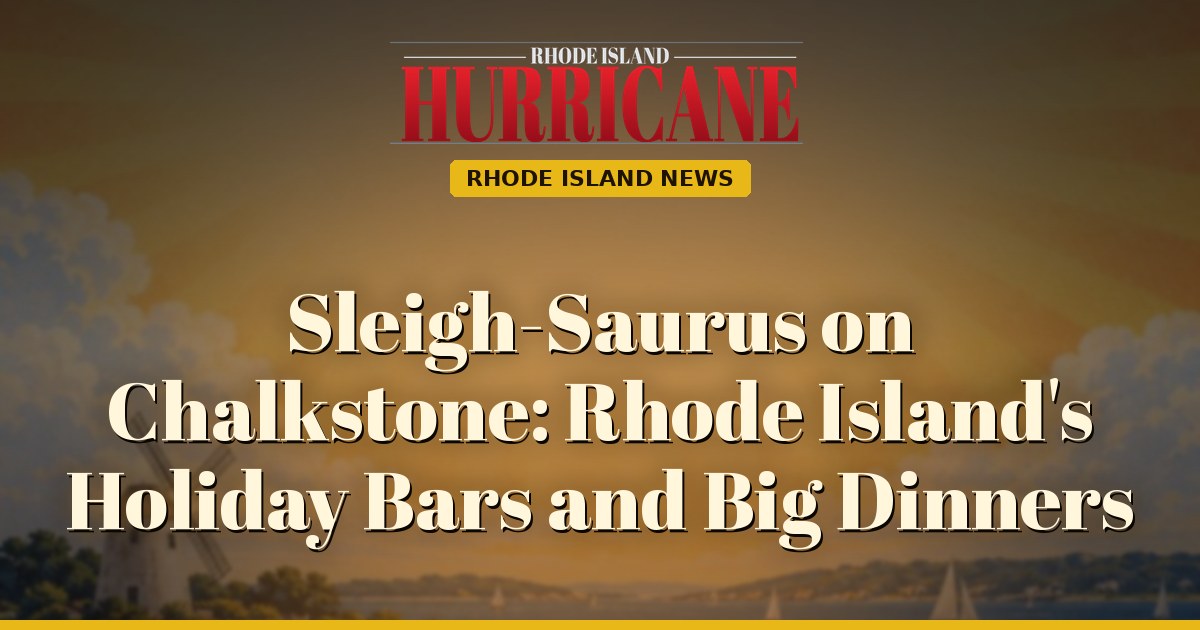 RHODE ISLAND
HURRICANE
RHODE ISLAND NEWS
Sleigh-Saurus on
Chalkstone: Rhode Island's
Holiday Bars and Big Dinners